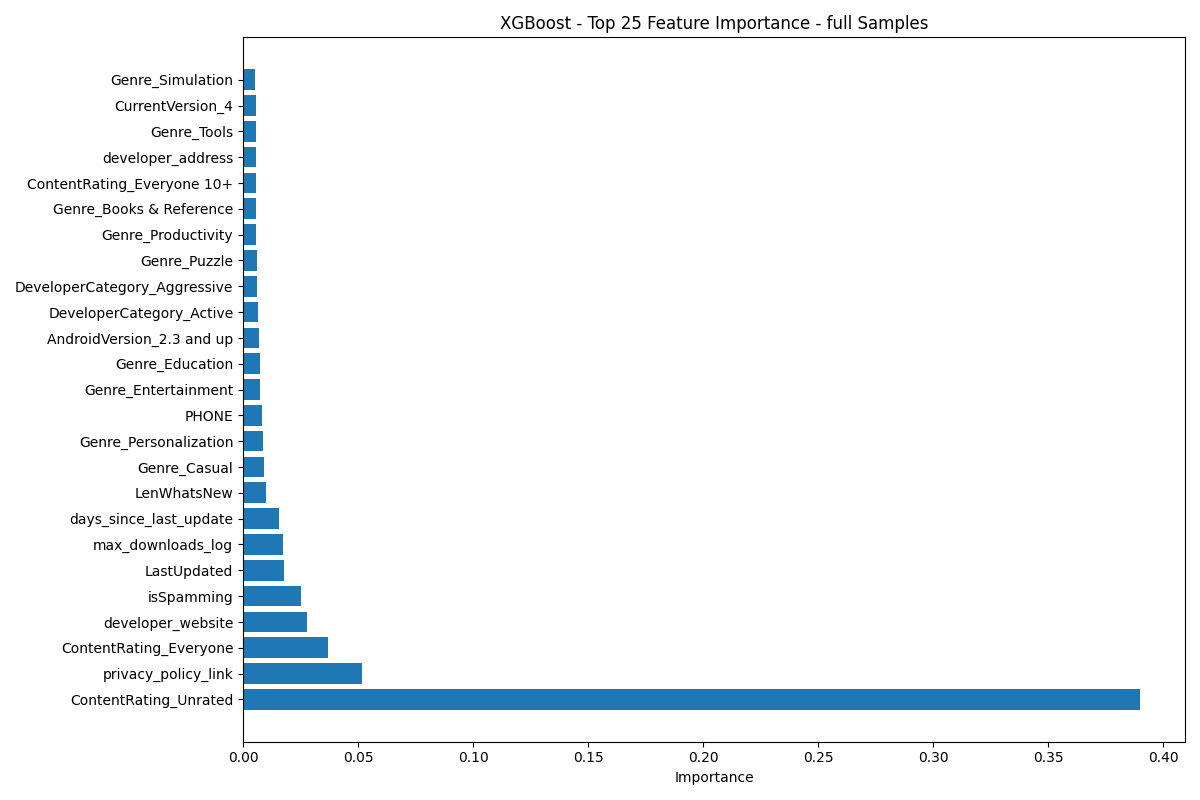 XGBoost - Top 25 Feature Importance - full Samples
Genre_Simulation
CurrentVersion_4
Genre_Tools
developer_address
ContentRating_Everyone 10+
Genre_Books & Reference
Genre_Productivity
Genre_Puzzle
DeveloperCategory_Aggressive
DeveloperCategory_Active
AndroidVersion_2.3 and up
Genre_Education
Genre_Entertainment
PHONE
Genre_Personalization
Genre_Casual
LenWhatsNew
days_since_last_update
max_downloads_log
LastUpdated
isSpamming
developer_website
ContentRating_Everyone
privacy_policy_link
ContentRating_Unrated
0.00 0.05 0.10 0.15 0.20 0.25 0.30 0.35 0.40
Importance